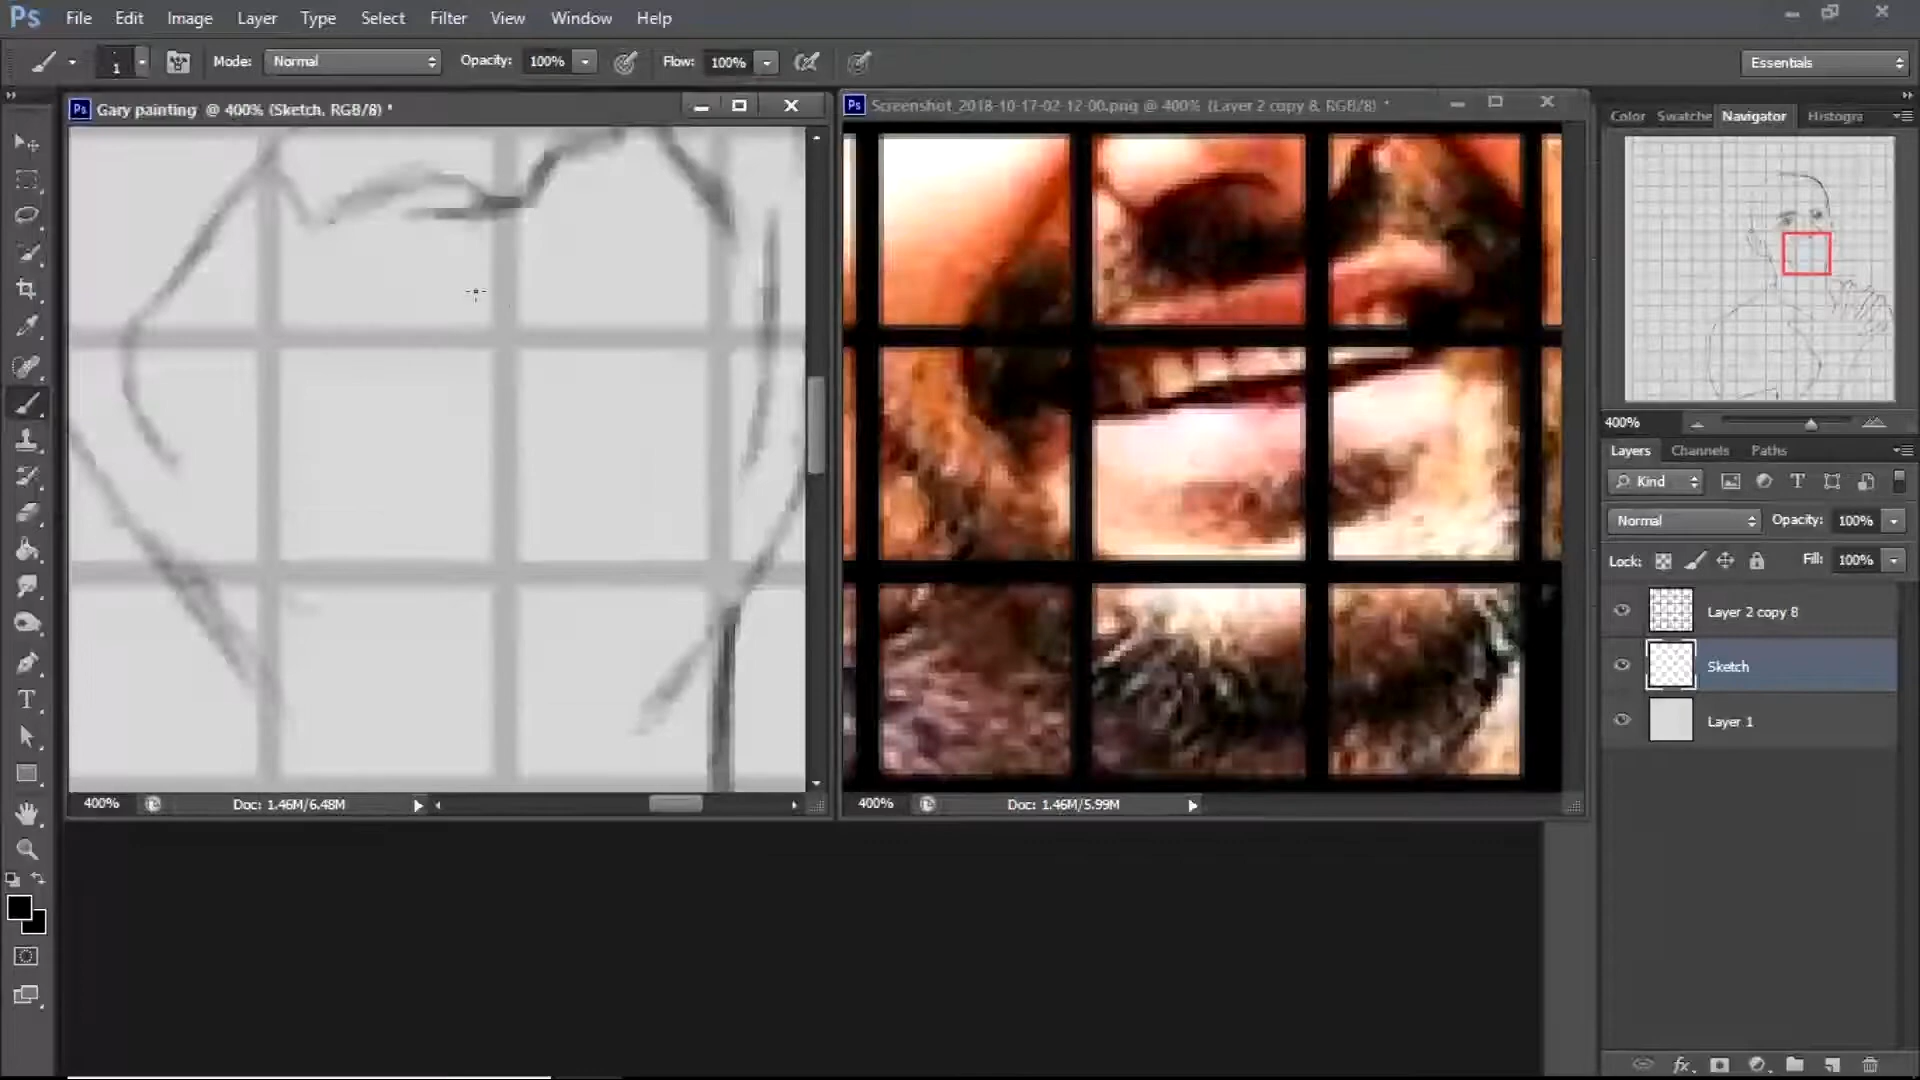 Ps File Edit Image Layer Type Select Filter View Window Help
1 Mode: Normal Opacity: 100% Flow: 100% Essentials
Ps Gary painting @ 400% (Sketch, RGB/8) *
Ps Screenshot_2018-10-17-02-12-00.png @ 400% (Layer 2 copy 8, RGB/8) *
Color Swatche Navigator Histogra
400%
Layers Channels Paths
Kind T
Normal Opacity: 100%
Lock: Fill: 100%
Layer 2 copy 8
Sketch
Layer 1
T
400% Doc: 1.46M/6.48M
400% Doc: 1.46M/5.99M
fx